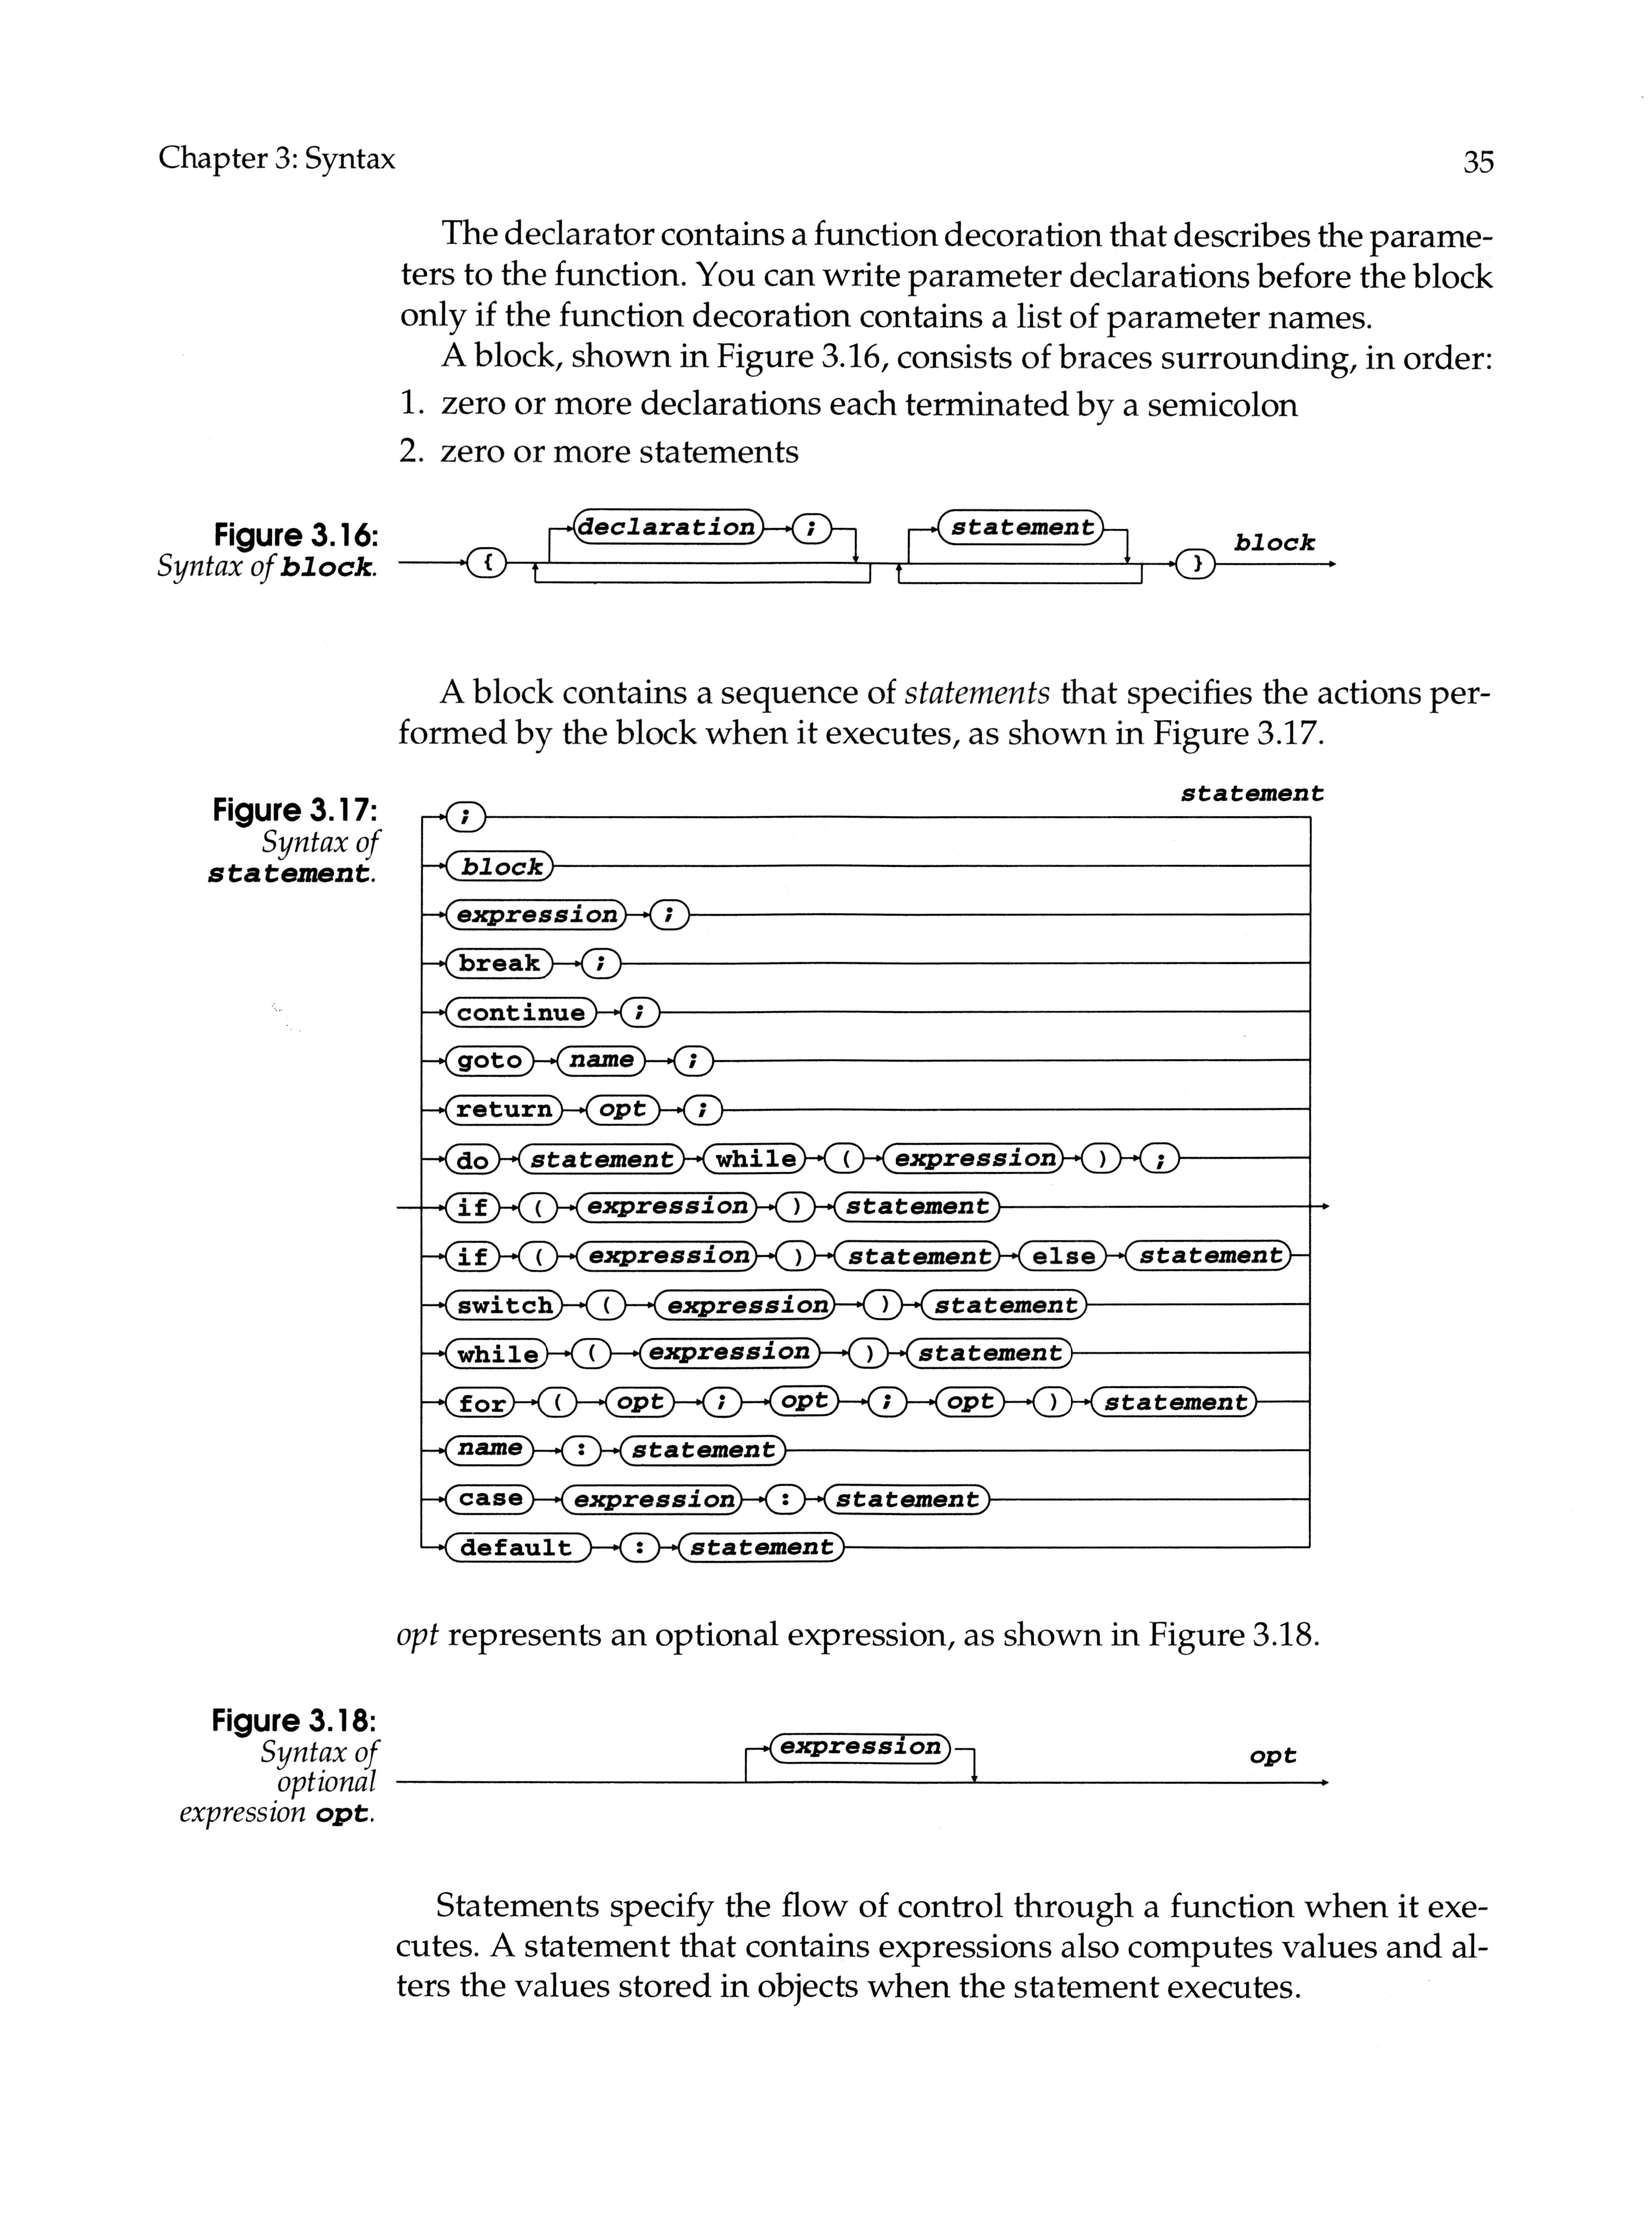 Chapter 3: Syntax 35
The declarator contains a function decoration that describes the parame-
ters to the function. You can write parameter declarations before the block
only if the function decoration contains a list of parameter names.
A block, shown in Figure 3.16, consists of braces surrounding, in order:
1. zero or more declarations each terminated by a semicolon
2. zero or more statements
Figure 3.16:
Syntax of block.
declaration ; statement
{ } block
A block contains a sequence of statements that specifies the actions per-
formed by the block when it executes, as shown in Figure 3.17.
Figure 3.17:
Syntax of
statement.
statement
;
block
expression ;
break ;
continue ;
goto name ;
return opt ;
do statement while ( expression ) ;
if ( expression ) statement
if ( expression ) statement else statement
switch ( expression ) statement
while ( expression ) statement
for ( opt ; opt ; opt ) statement
name : statement
case expression : statement
default : statement
opt represents an optional expression, as shown in Figure 3.18.
Figure 3.18:
Syntax of
optional
expression opt.
expression
opt
Statements specify the flow of control through a function when it exe-
cutes. A statement that contains expressions also computes values and al-
ters the values stored in objects when the statement executes.